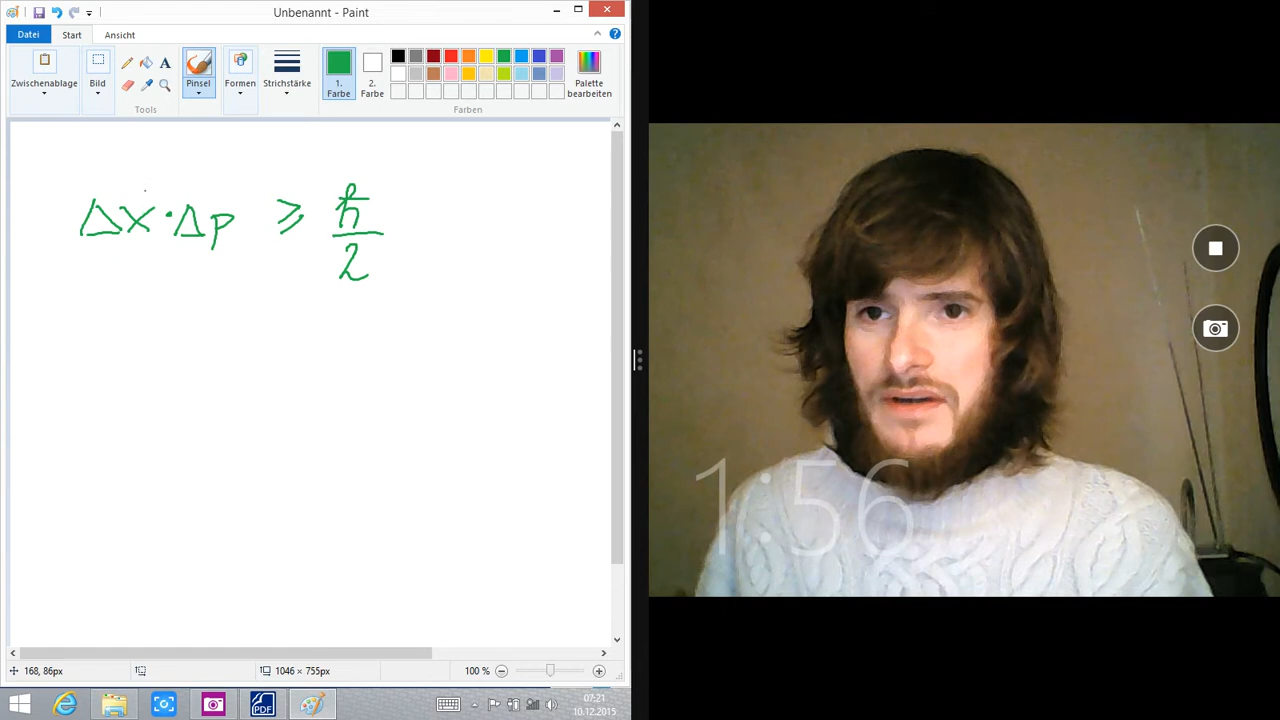 Unbenannt - Paint
Datei
Start
Ansicht
Zwischenablage
Bild
Tools
Pinsel
Formen
Strichstärke
1. Farbe
2. Farbe
Palette bearbeiten
Farben
Δx·Δp ≥ ℏ/2
1:56
168, 86px
1046 × 755px
100 %
PDF
07:21
10.12.2015